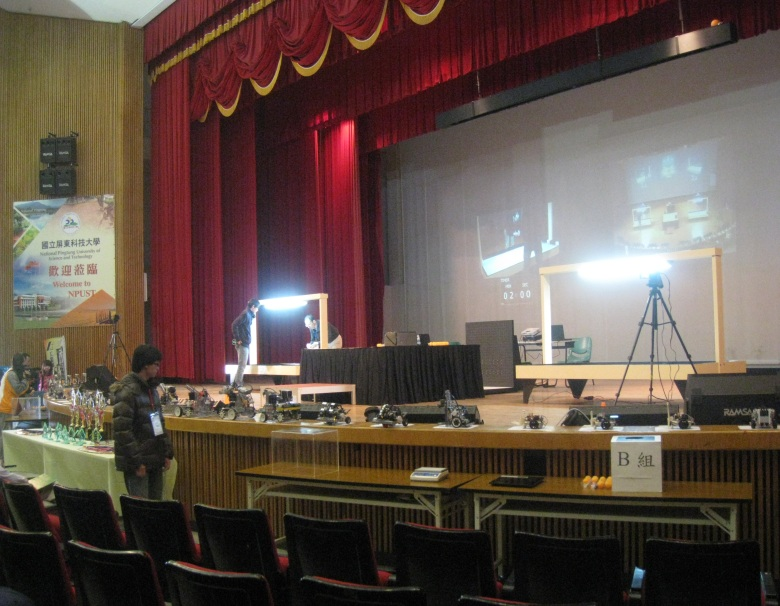 國立屏東科技大學
National Pingtung University of
Science and Technology
歡迎蒞臨
Welcome to
NPUST
02:00
B 組
RAMSA